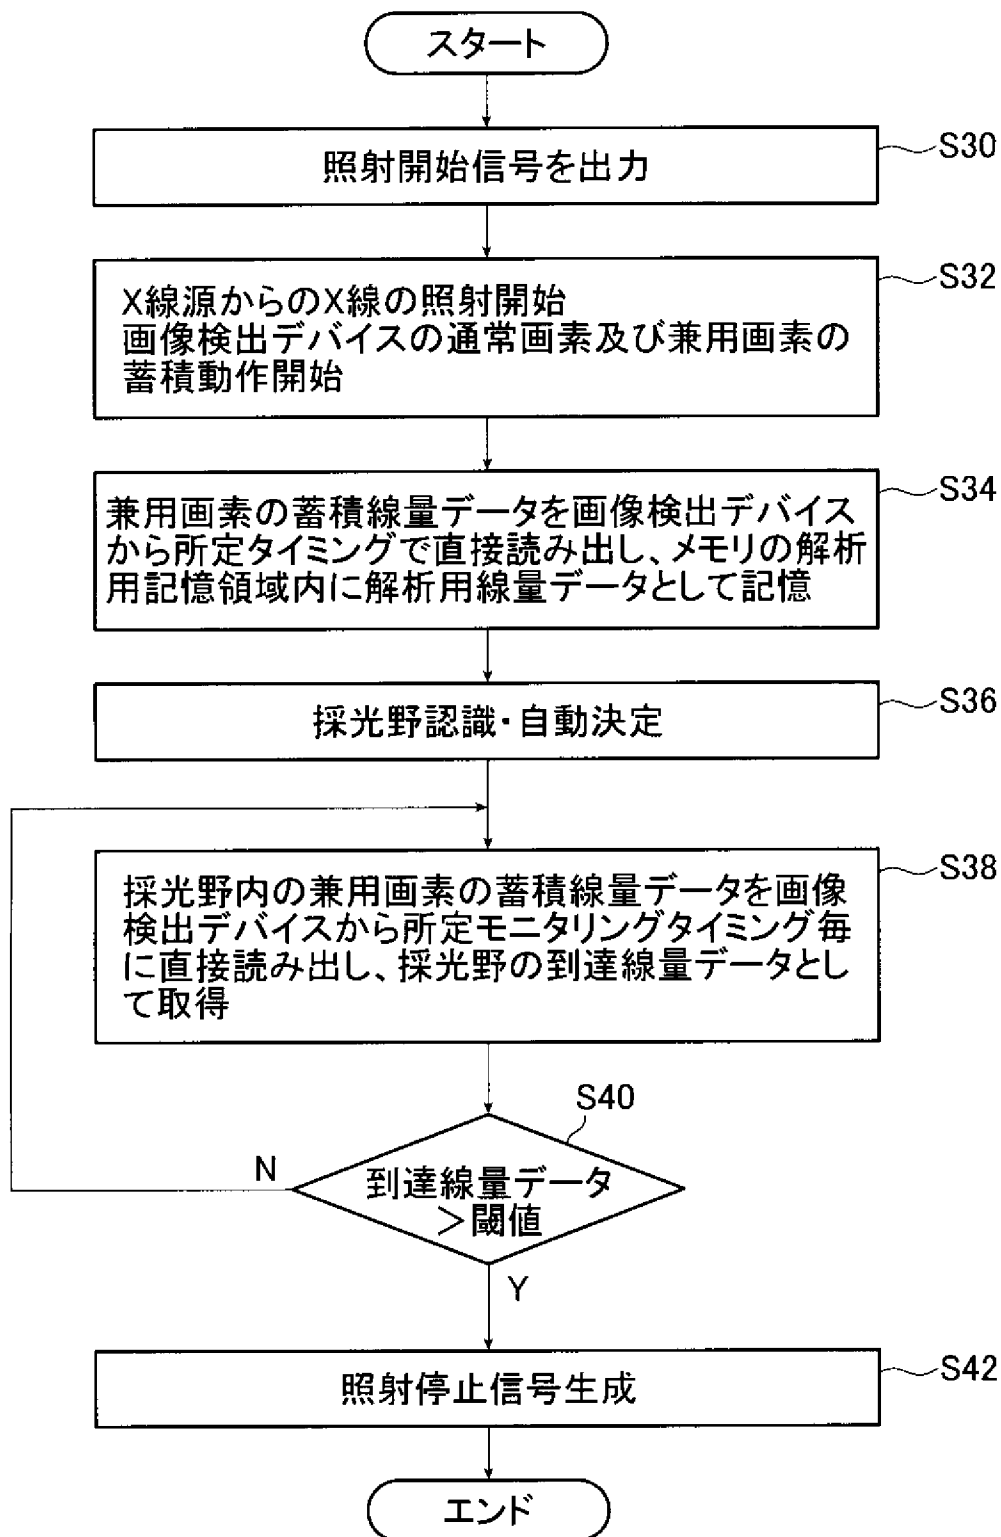 スタート
S30
照射開始信号を出力
S32
X線源からのX線の照射開始
画像検出デバイスの通常画素及び兼用画素の
蓄積動作開始
S34
兼用画素の蓄積線量データを画像検出デバイス
から所定タイミングで直接読み出し、メモリの解析
用記憶領域内に解析用線量データとして記憶
S36
採光野認識・自動決定
S38
採光野内の兼用画素の蓄積線量データを画像
検出デバイスから所定モニタリングタイミング毎
に直接読み出し、採光野の到達線量データとし
て取得
S40
N
到達線量データ
＞閾値
Y
S42
照射停止信号生成
エンド